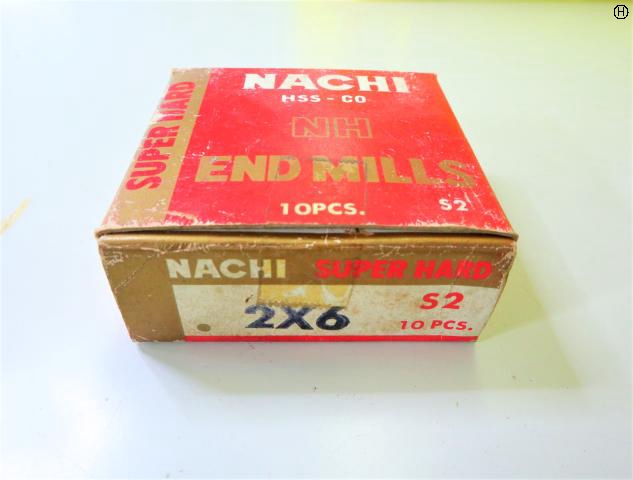 H
NACHI
HSS-CO
NH
END MILLS
10PCS.
S2
SUPER HARD
NACHI SUPER HARD
2X6
S2
10 PCS.